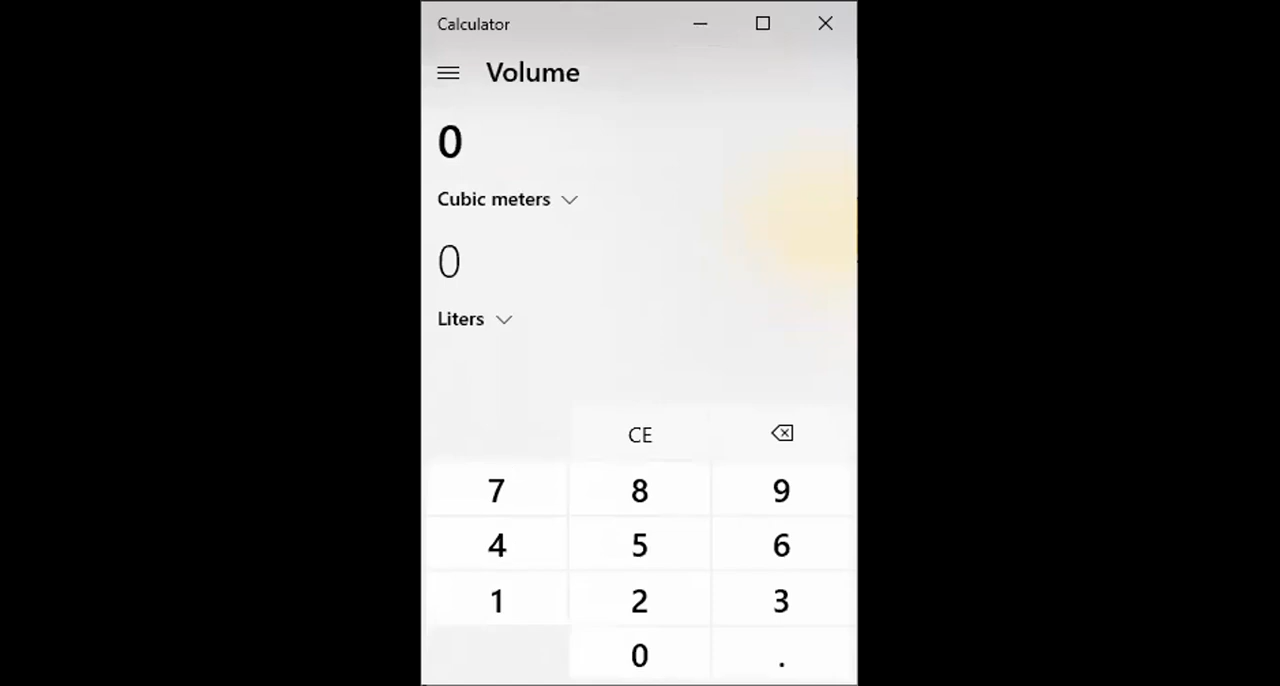 Calculator
Volume
0
Cubic meters
0
Liters
CE
7 8 9
4 5 6
1 2 3
0 .